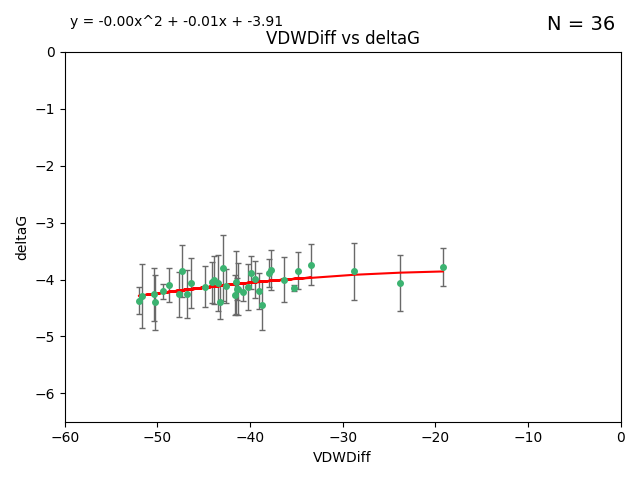 y = -0.00x^2 + -0.01x + -3.91
N = 36
VDWDiff vs deltaG
0
−1
−2
−3
−4
−5
−6
deltaG
−60
−50
−40
−30
−20
−10
0
VDWDiff